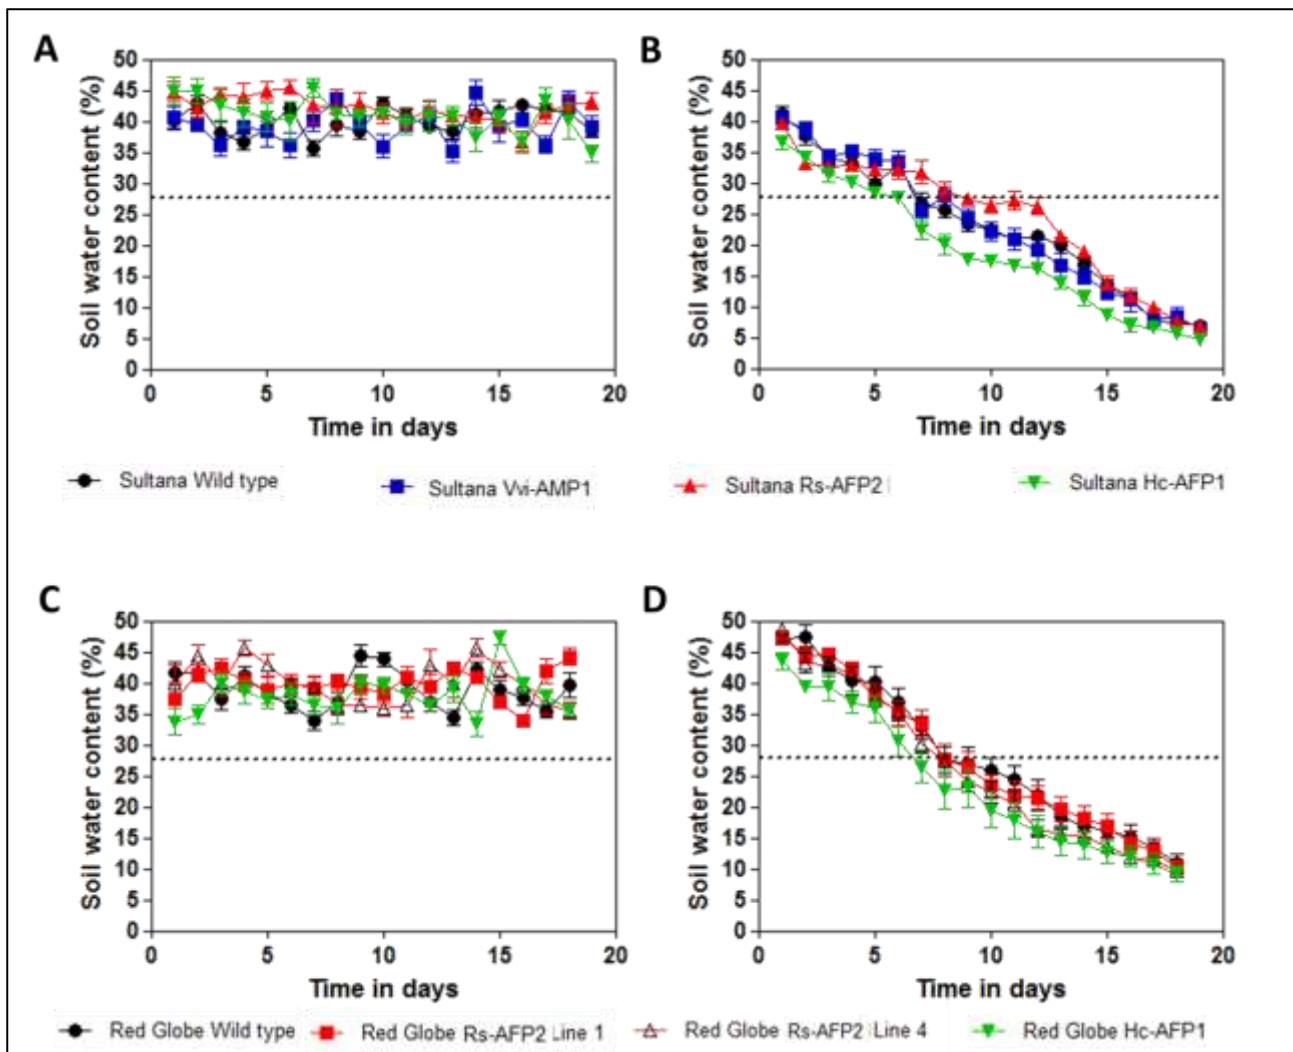 A
50
45
40
35
30
25
20
15
10
5
0
Soil water content (%)
0 5 10 15 20
Time in days
B
50
45
40
35
30
25
20
15
10
5
0
Soil water content (%)
0 5 10 15 20
Time in days
Sultana Wild type Sultana Vvi-AMP1 Sultana Rs-AFP2 Sultana Hc-AFP1
C
50
45
40
35
30
25
20
15
10
5
0
Soil water content (%)
0 5 10 15 20
Time in days
D
50
45
40
35
30
25
20
15
10
5
0
Soil water content (%)
0 5 10 15 20
Time in days
Red Globe Wild type Red Globe Rs-AFP2 Line 1 Red Globe Rs-AFP2 Line 4 Red Globe Hc-AFP1